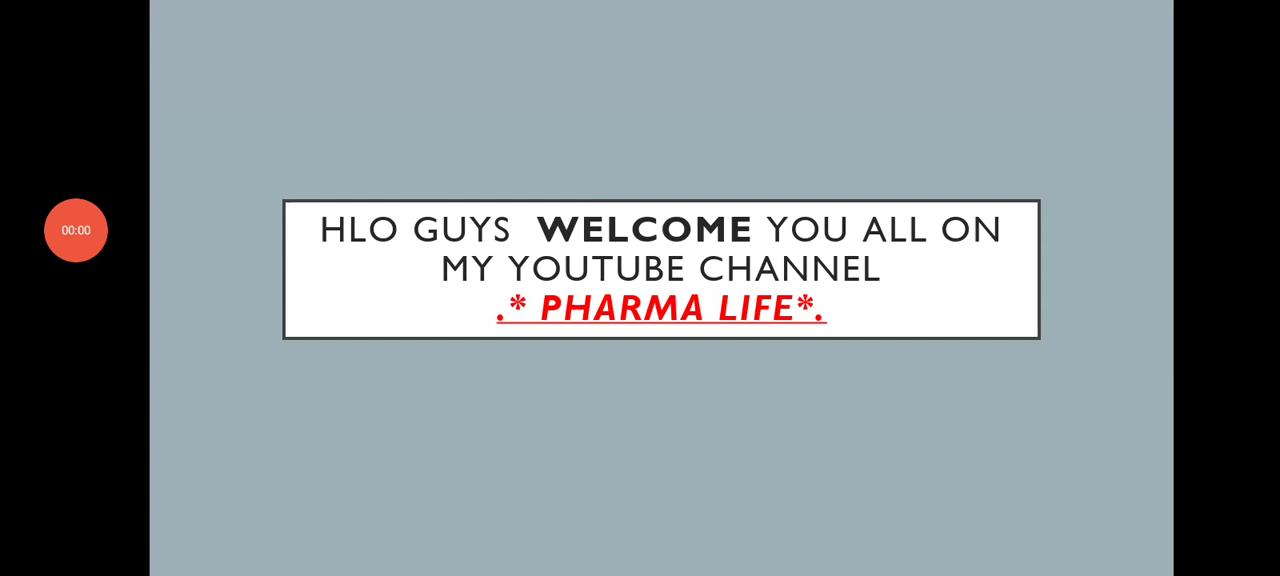 00:00
HLO GUYS  WELCOME YOU ALL ON
MY YOUTUBE CHANNEL
.* PHARMA LIFE*.